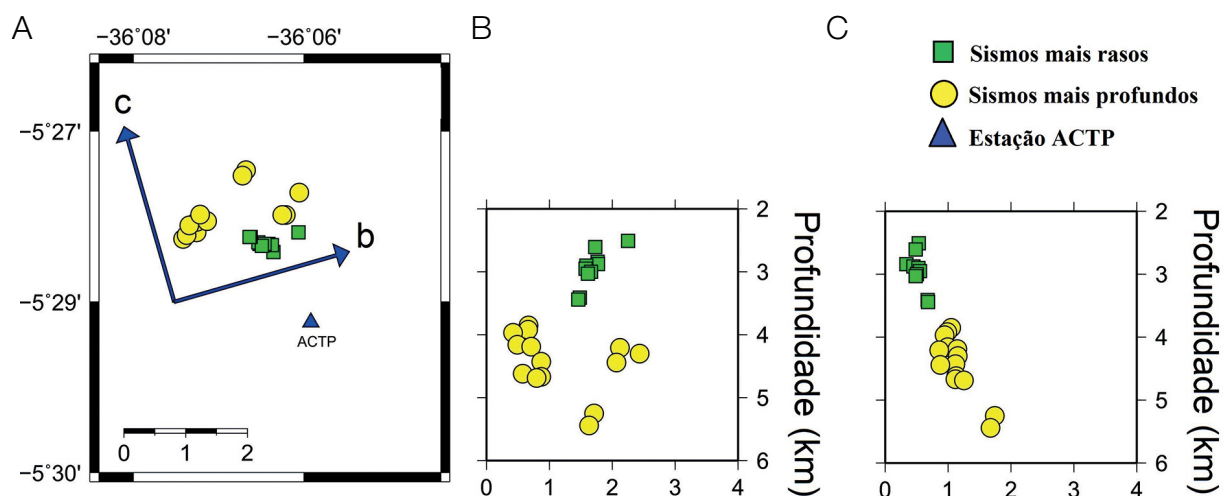 A
−36°08'
−36°06'
c
−5°27'
b
−5°29'
ACTP
0 1 2
−5°30'
B
2
3
4
5
6
Profundidade (km)
0 1 2 3 4
C
Sismos mais rasos
Sismos mais profundos
Estação ACTP
2
3
4
5
6
Profundidade (km)
0 1 2 3 4